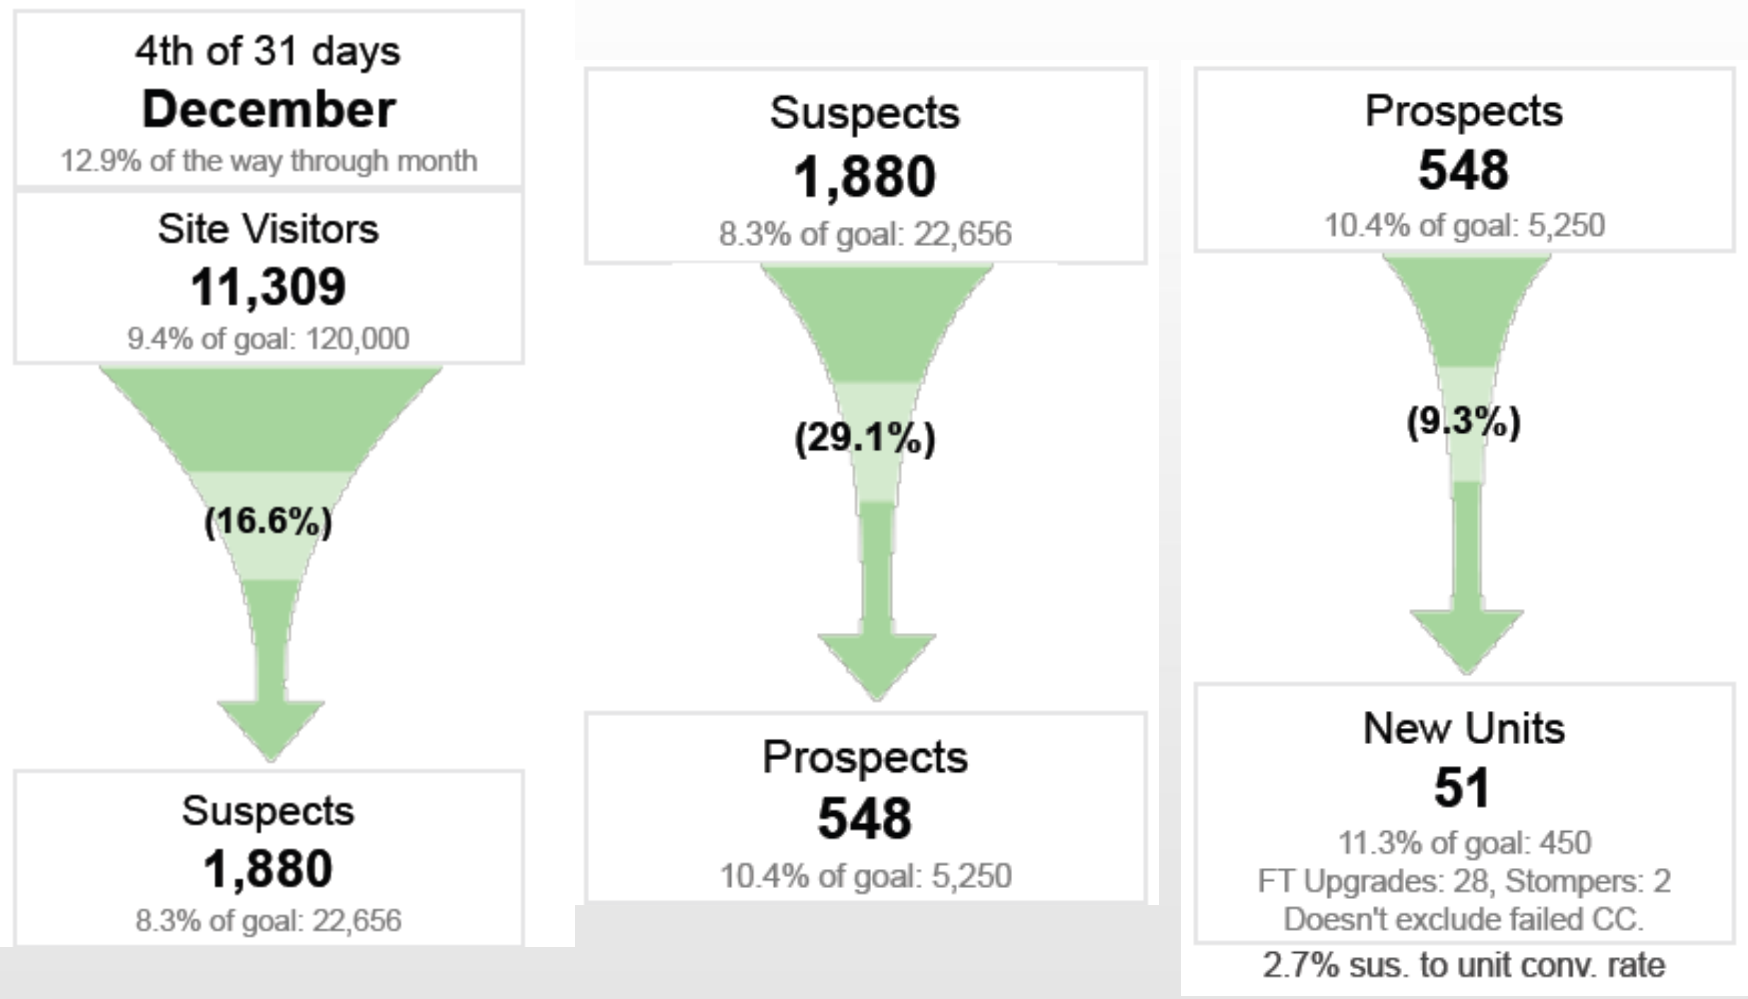 4th of 31 days
December
12.9% of the way through month
Site Visitors
11,309
9.4% of goal: 120,000
(16.6%)
Suspects
1,880
8.3% of goal: 22,656
Suspects
1,880
8.3% of goal: 22,656
(29.1%)
Prospects
548
10.4% of goal: 5,250
Prospects
548
10.4% of goal: 5,250
(9.3%)
New Units
51
11.3% of goal: 450
FT Upgrades: 28, Stompers: 2
Doesn't exclude failed CC.
2.7% sus. to unit conv. rate